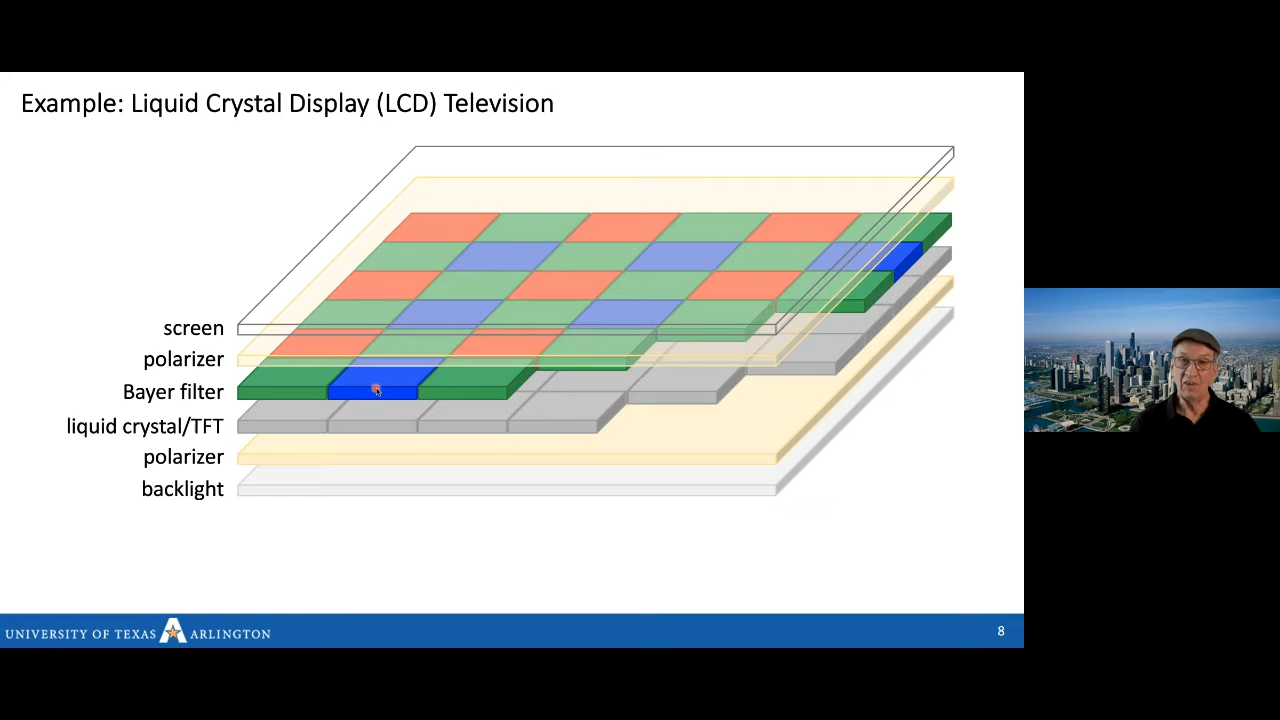 Example: Liquid Crystal Display (LCD) Television
screen
polarizer
Bayer filter
liquid crystal/TFT
polarizer
backlight
UNIVERSITY OF TEXAS A ARLINGTON
8